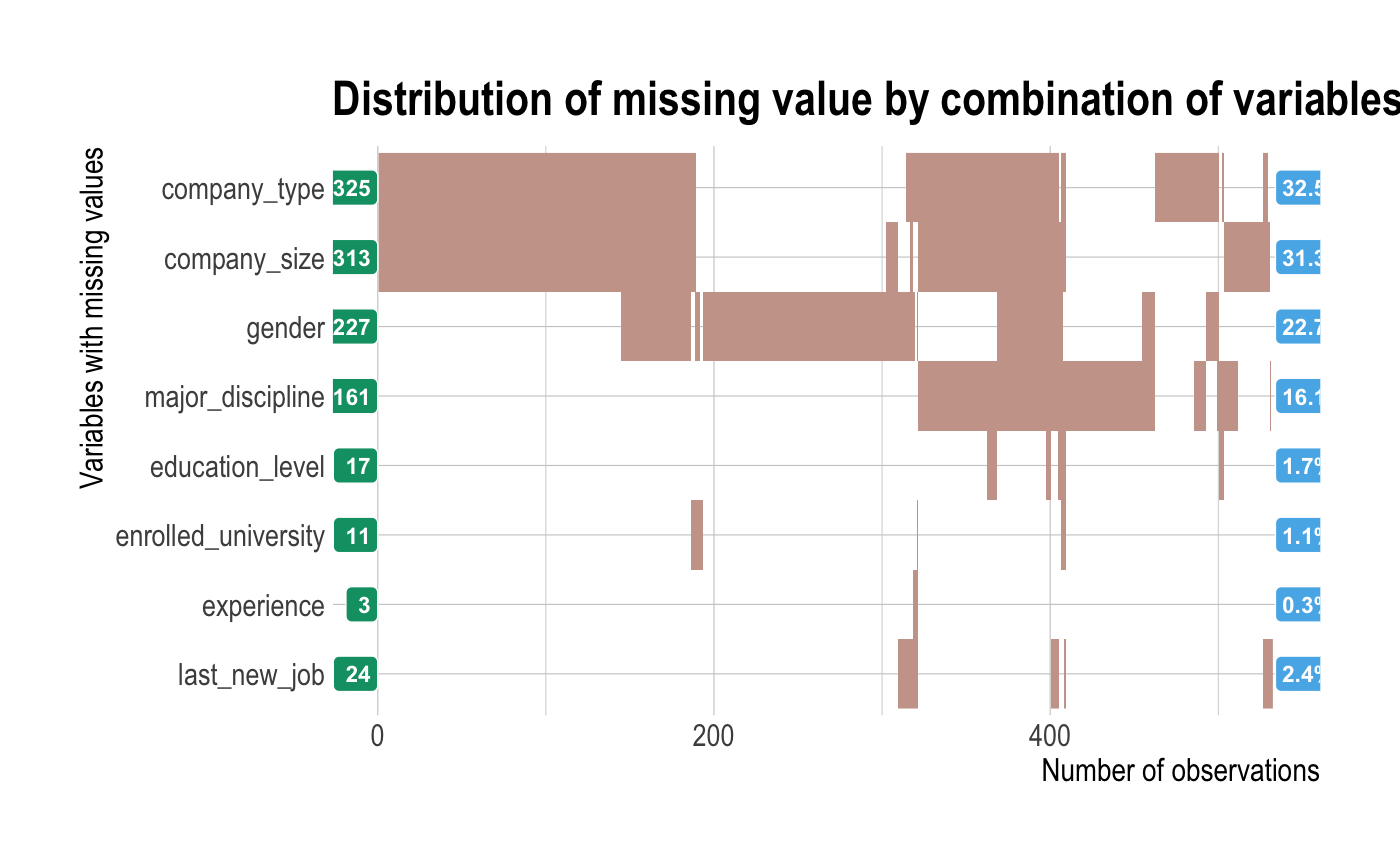 Distribution of missing value by combination of variables
Variables with missing values
company_type 325 32.5
company_size 313 31.3
gender 227 22.7
major_discipline 161 16.1
education_level 17 1.7%
enrolled_university 11 1.1%
experience 3 0.3%
last_new_job 24 2.4%
0 200 400
Number of observations